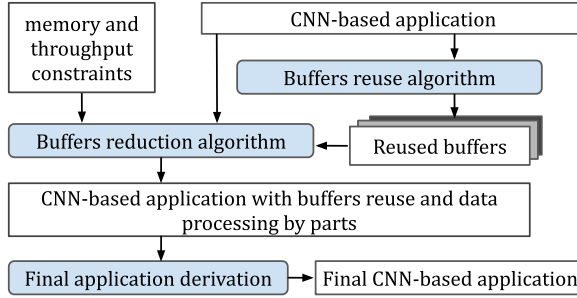 memory and
throughput
constraints
CNN-based application
Buffers reuse algorithm
Buffers reduction algorithm
Reused buffers
CNN-based application with buffers reuse and data
processing by parts
Final application derivation
Final CNN-based application